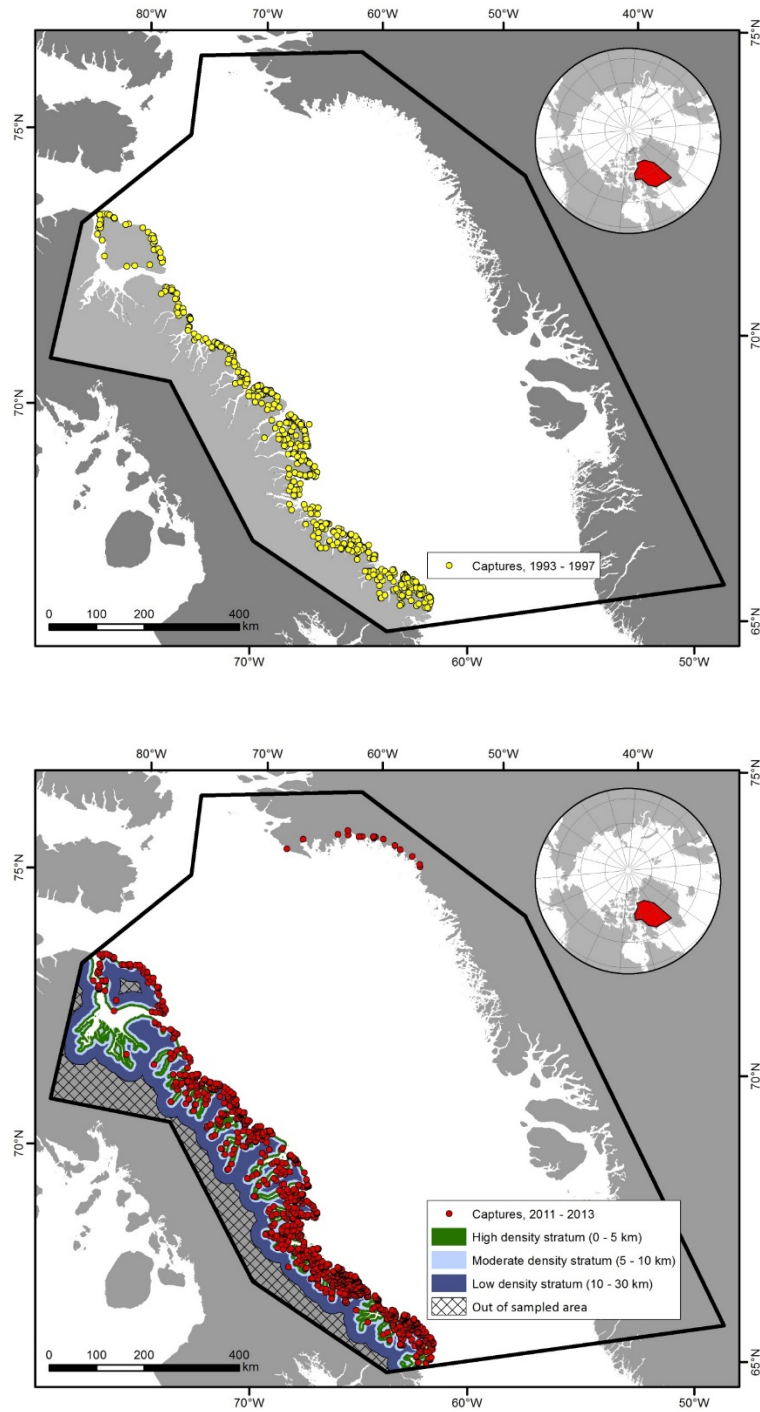 80°W 70°W 60°W 50°W 40°W
75°N
75°N
70°N
70°N
Captures, 1993 - 1997
0 100 200 400
km
65°N
70°W 60°W 50°W
80°W 70°W 60°W 50°W 40°W
75°N
75°N
70°N
70°N
Captures, 2011 - 2013
High density stratum (0 - 5 km)
Moderate density stratum (5 - 10 km)
Low density stratum (10 - 30 km)
Out of sampled area
0 100 200 400
km
65°N
70°W 60°W 50°W